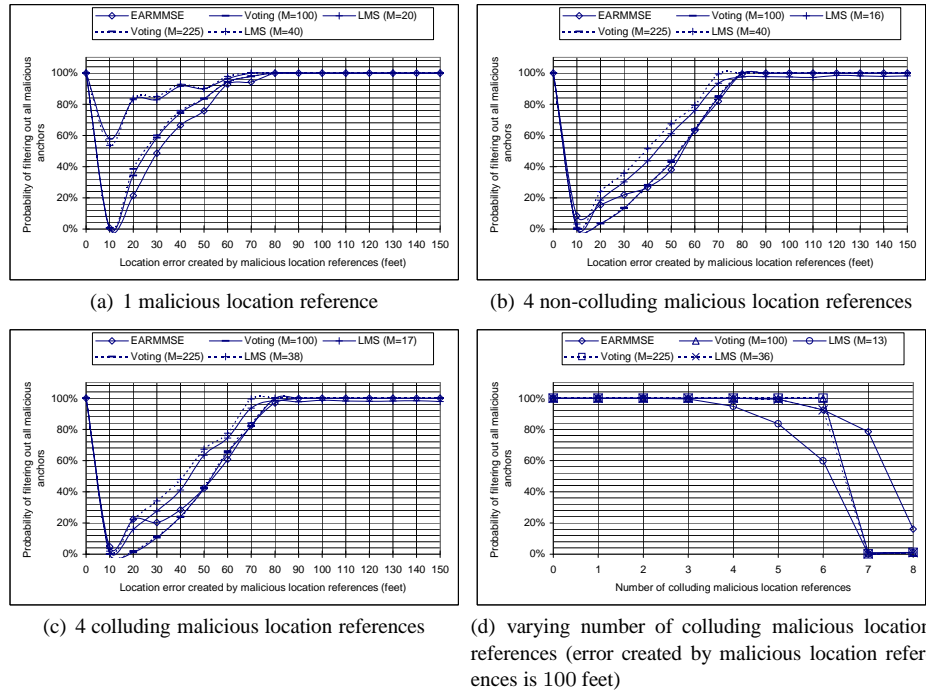 EARMMSE Voting (M=100) LMS (M=20)
Voting (M=225) LMS (M=40)
Probability of filtering out all malicious
anchors
100%
80%
60%
40%
20%
0%
0 10 20 30 40 50 60 70 80 90 100 110 120 130 140 150
Location error created by malicious location references (feet)
(a) 1 malicious location reference
EARMMSE Voting (M=100) LMS (M=16)
Voting (M=225) LMS (M=40)
Probability of filtering out all malicious
anchors
100%
80%
60%
40%
20%
0%
0 10 20 30 40 50 60 70 80 90 100 110 120 130 140 150
Location error created by malicious location references (feet)
(b) 4 non-colluding malicious location references
EARMMSE Voting (M=100) LMS (M=17)
Voting (M=225) LMS (M=38)
Probability of filtering out all malicious
anchors
100%
80%
60%
40%
20%
0%
0 10 20 30 40 50 60 70 80 90 100 110 120 130 140 150
Location error created by malicious location references (feet)
(c) 4 colluding malicious location references
EARMMSE Voting (M=100) LMS (M=13)
Voting (M=225) LMS (M=36)
Probability of filtering out all malicious
anchors
100%
80%
60%
40%
20%
0%
0 1 2 3 4 5 6 7 8
Number of colluding malicious location references
(d) varying number of colluding malicious location
references (error created by malicious location refer-
ences is 100 feet)